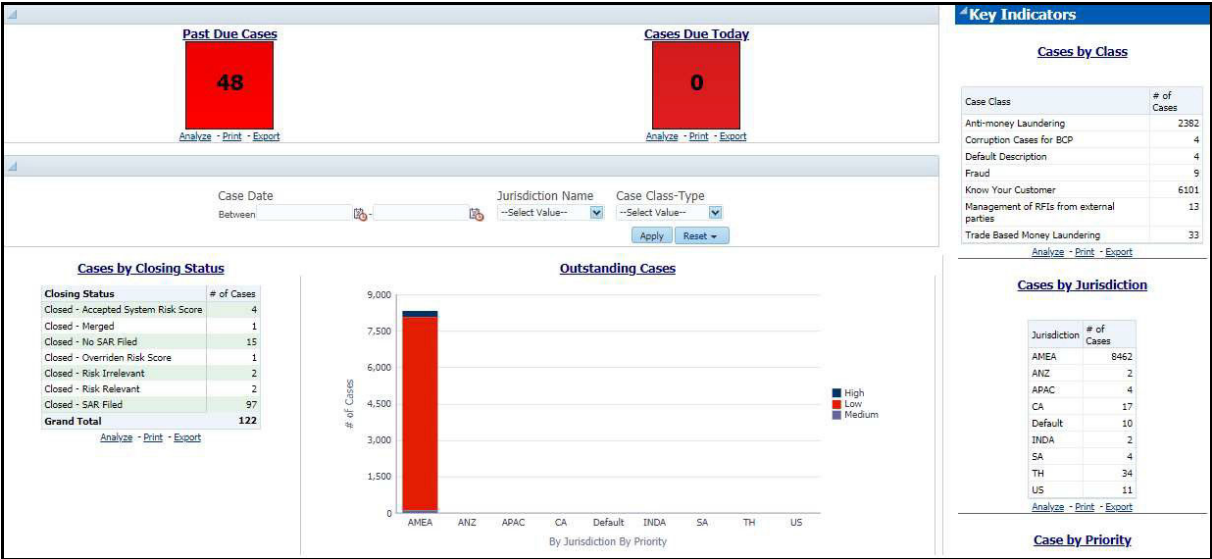 Past Due Cases
48
Analyze - Print - Export
Cases Due Today
0
Analyze - Print - Export
Case Date
Between
-
Jurisdiction Name
--Select Value--
Case Class-Type
--Select Value--
Apply
Reset
Cases by Closing Status
Closing Status # of Cases
Closed - Accepted System Risk Score 4
Closed - Merged 1
Closed - No SAR Filed 15
Closed - Overriden Risk Score 1
Closed - Risk Irrelevant 2
Closed - Risk Relevant 2
Closed - SAR Filed 97
Grand Total 122
Analyze - Print - Export
Outstanding Cases
# of Cases
9,000
7,500
6,000
4,500
3,000
1,500
0
AMEA ANZ APAC CA Default INDA SA TH US
By Jurisdiction By Priority
High
Low
Medium
Key Indicators
Cases by Class
Case Class # of Cases
Anti-money Laundering 2382
Corruption Cases for BCP 4
Default Description 4
Fraud 9
Know Your Customer 6101
Management of RFIs from external 13
parties
Trade Based Money Laundering 33
Analyze - Print - Export
Cases by Jurisdiction
Jurisdiction # of Cases
AMEA 8462
ANZ 2
APAC 4
CA 17
Default 10
INDA 2
SA 4
TH 34
US 11
Analyze - Print - Export
Case by Priority